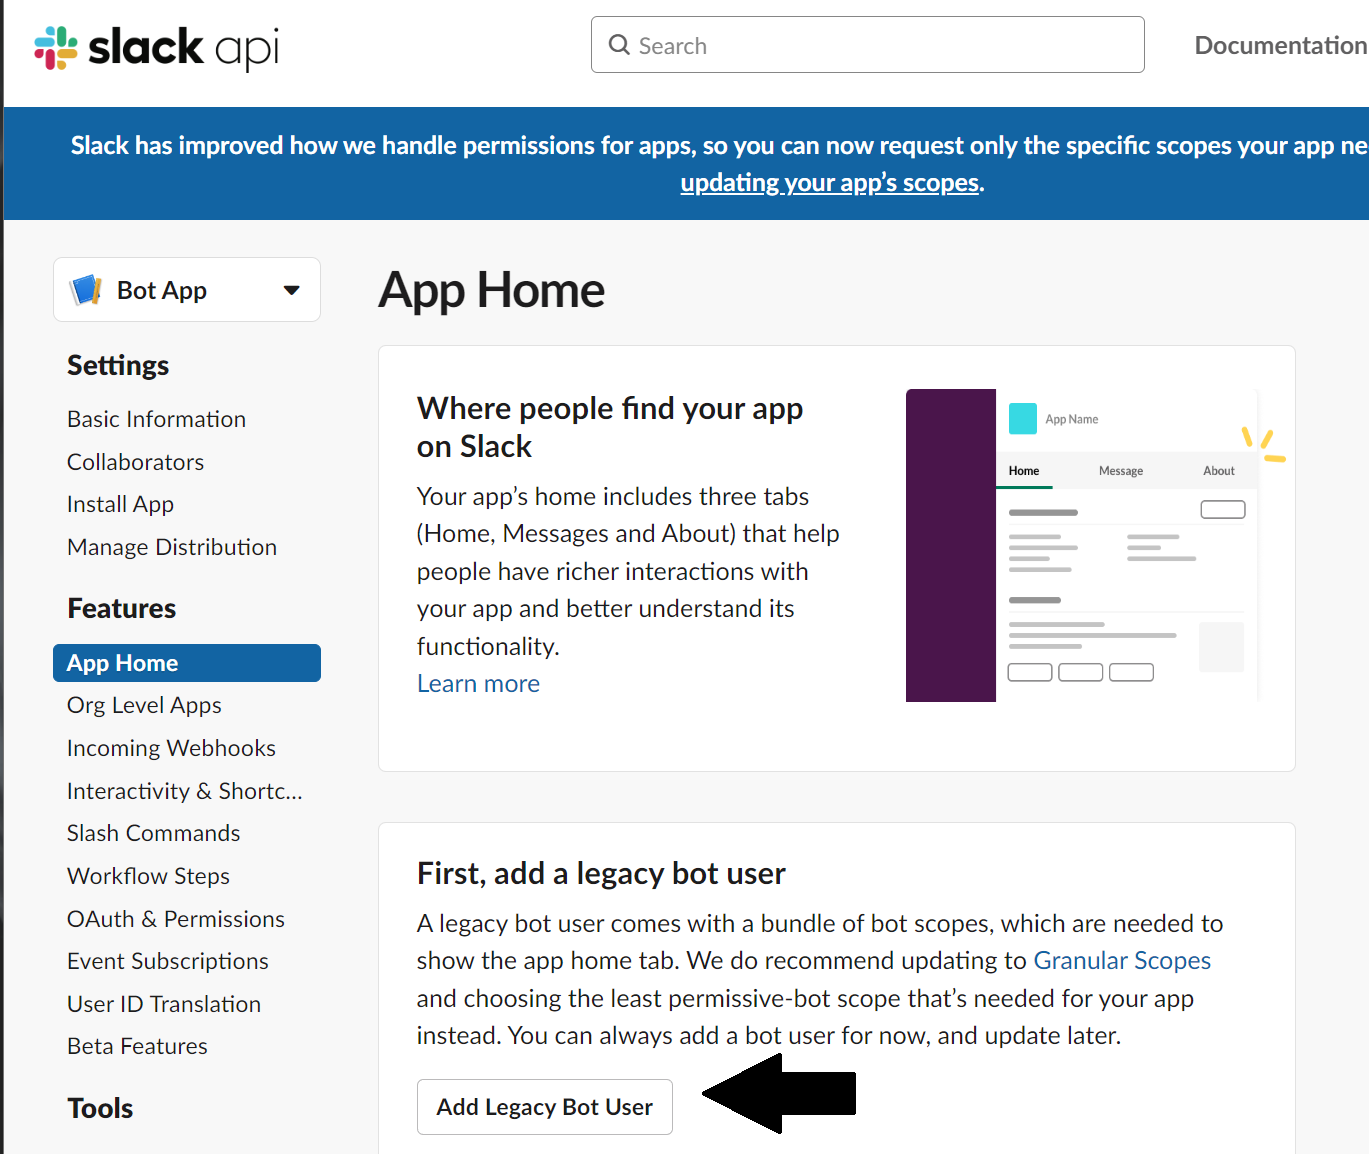 slack api
Search
Documentation
Slack has improved how we handle permissions for apps, so you can now request only the specific scopes your app ne
updating your app's scopes.
Bot App
Settings
Basic Information
Collaborators
Install App
Manage Distribution
Features
App Home
Org Level Apps
Incoming Webhooks
Interactivity & Shortc...
Slash Commands
Workflow Steps
OAuth & Permissions
Event Subscriptions
User ID Translation
Beta Features
Tools
App Home
Where people find your app
on Slack
Your app's home includes three tabs
(Home, Messages and About) that help
people have richer interactions with
your app and better understand its
functionality.
Learn more
App Name
Home Message About
First, add a legacy bot user
A legacy bot user comes with a bundle of bot scopes, which are needed to
show the app home tab. We do recommend updating to Granular Scopes
and choosing the least permissive-bot scope that's needed for your app
instead. You can always add a bot user for now, and update later.
Add Legacy Bot User